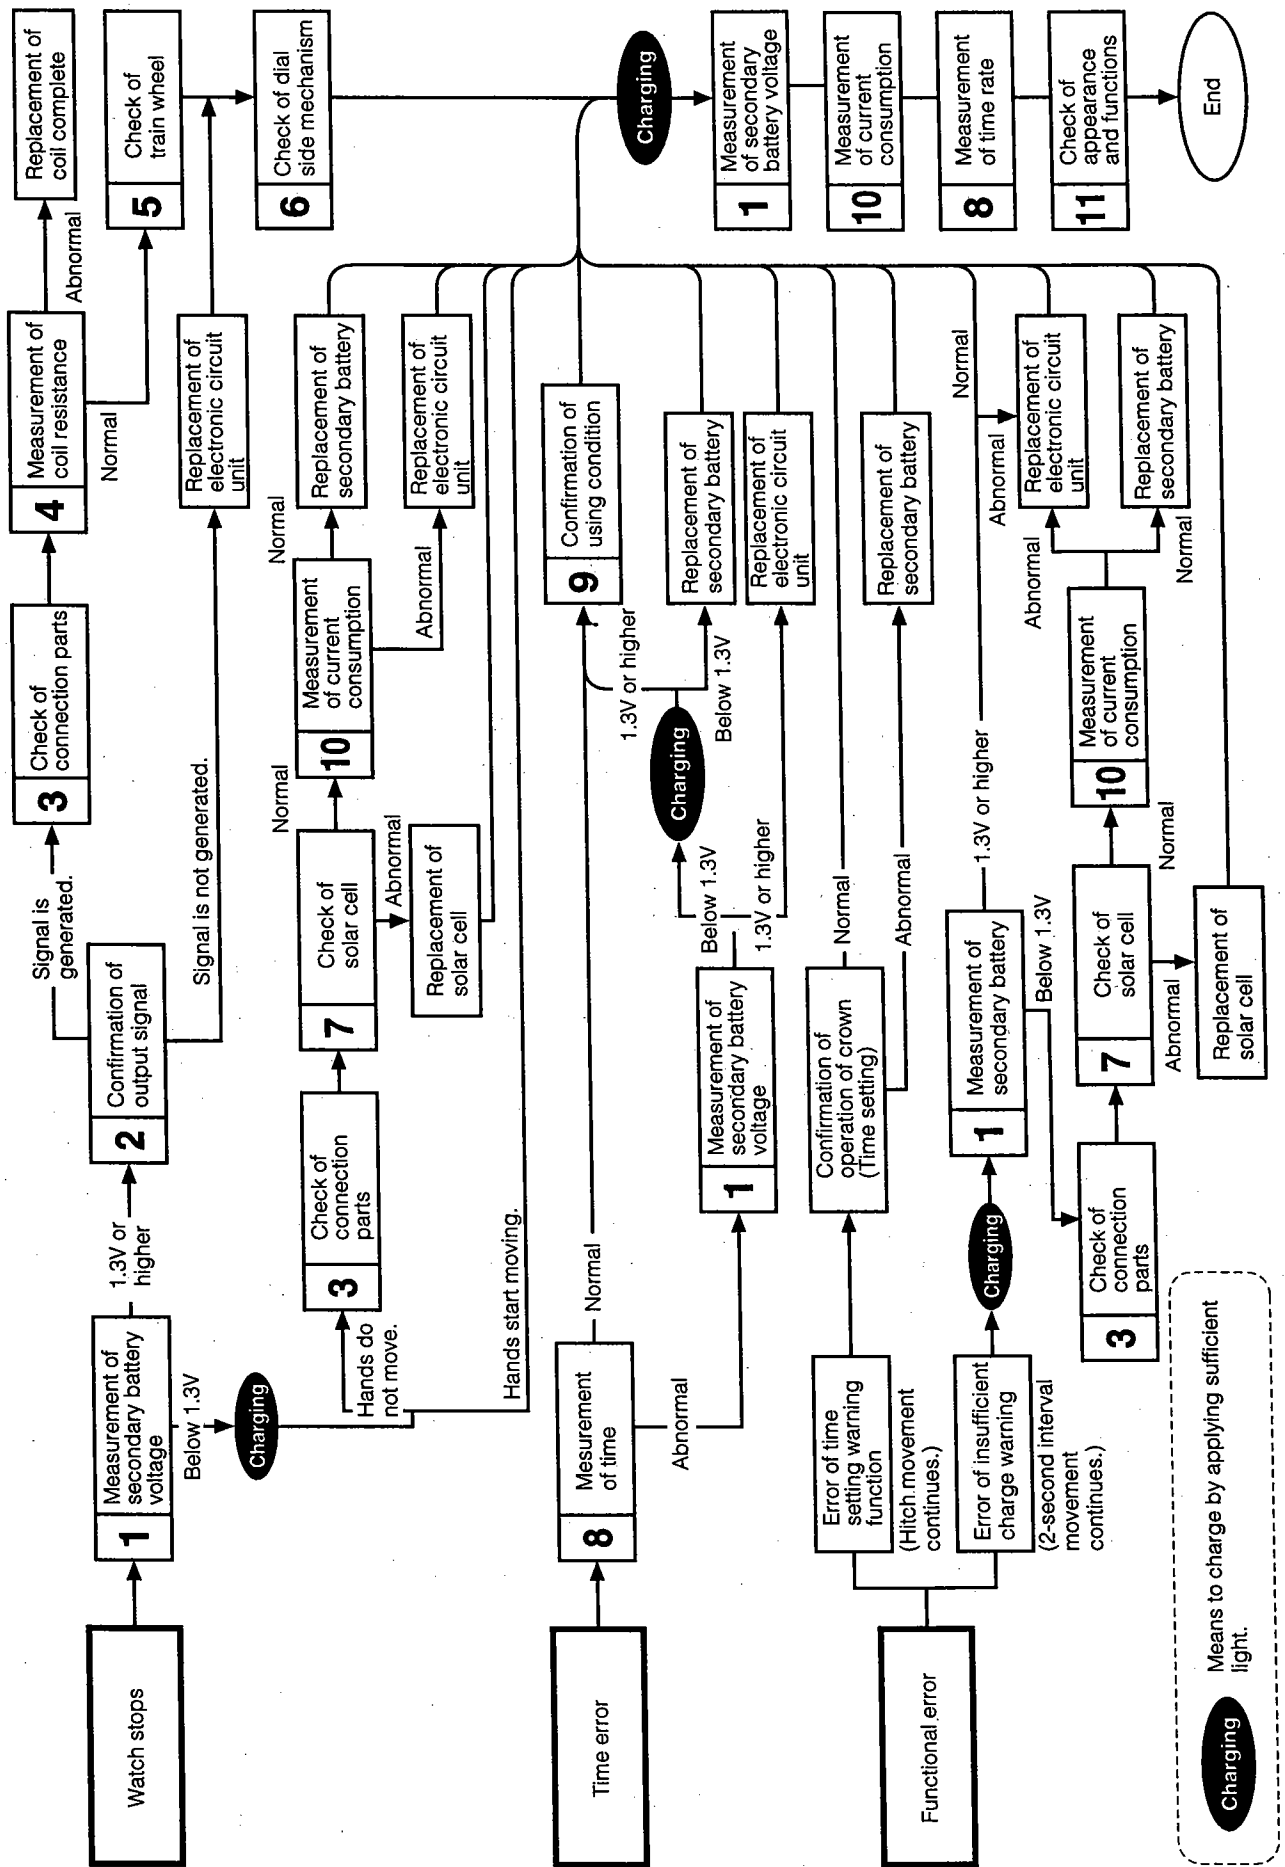 Watch stops
1
Measurement of
secondary battery
voltage
1.3V or
higher
Below 1.3V
Charging
2
Confirmation of
output signal
Signal is
generated.
Signal is not generated.
3
Check of
connection parts
4
Measurement of
coil resistance
Abnormal
Normal
Replacement of
coil complete
5
Check of
train wheel
Replacement of
electronic circuit
unit
6
Check of dial
side mechanism
Hands do
not move.
Hands start moving.
3
Check of
connection
parts
7
Check of
solar cell
Normal
Abnormal
Replacement of
solar cell
10
Measurement
of current
consumption
Normal
Abnormal
Replacement of
secondary battery
Replacement of
electronic circuit
unit
Time error
8
Mesurement
of time
Normal
Abnormal
1
Measurement of
secondary battery
voltage
Below 1.3V
1.3V or higher
Charging
1.3V or higher
Below 1.3V
9
Confirmation of
using condition
Replacement of
secondary battery
Replacement of
electronic circuit
unit
Functional error
Error of time
setting warning
function
(Hitch movement
continues.)
Confirmation of
operation of crown
(Time setting)
Normal
Abnormal
Replacement of
secondary battery
Error of insufficient
charge warning
(2-second interval
movement
continues.)
Charging
1
Measurement of
secondary battery
1.3V or higher
Below 1.3V
Normal
Abnormal
3
Check of
connection
parts
7
Check of
solar cell
Normal
Abnormal
Replacement of
solar cell
10
Measurement
of current
consumption
Abnormal
Normal
Replacement of
electronic circuit
unit
Replacement of
secondary battery
Charging
1
Measurement
of secondary
battery voltage
10
Measurement
of current
consumption
8
Measurement
of time rate
11
Check of
appearance
and functions
End
Charging
Means to charge by applying sufficient
light.